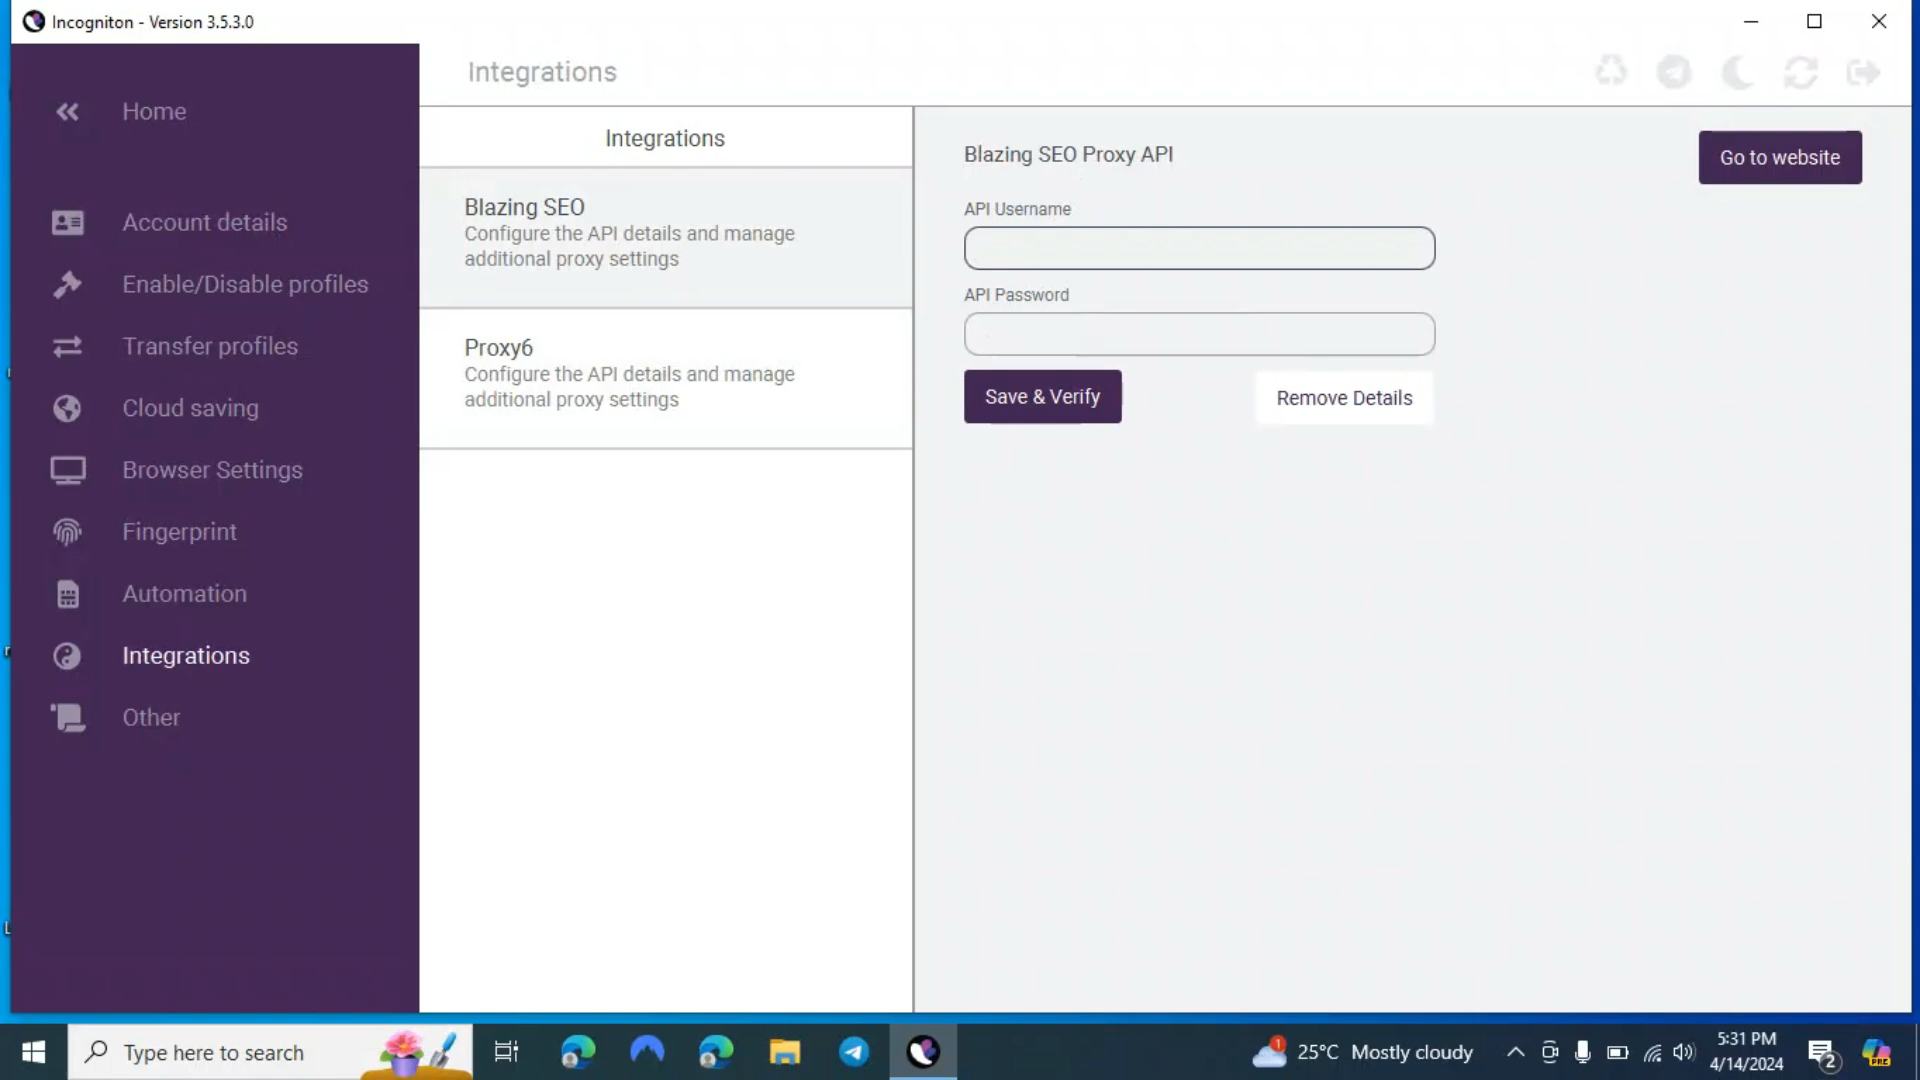 Incogniton - Version 3.5.3.0
Integrations
Home
Account details
Enable/Disable profiles
Transfer profiles
Cloud saving
Browser Settings
Fingerprint
Automation
Integrations
Other
Integrations
Blazing SEO
Configure the API details and manage
additional proxy settings
Proxy6
Configure the API details and manage
additional proxy settings
Blazing SEO Proxy API
Go to website
API Username
API Password
Save & Verify
Remove Details
Type here to search
1
25°C Mostly cloudy
5:31 PM
4/14/2024
2
PRE